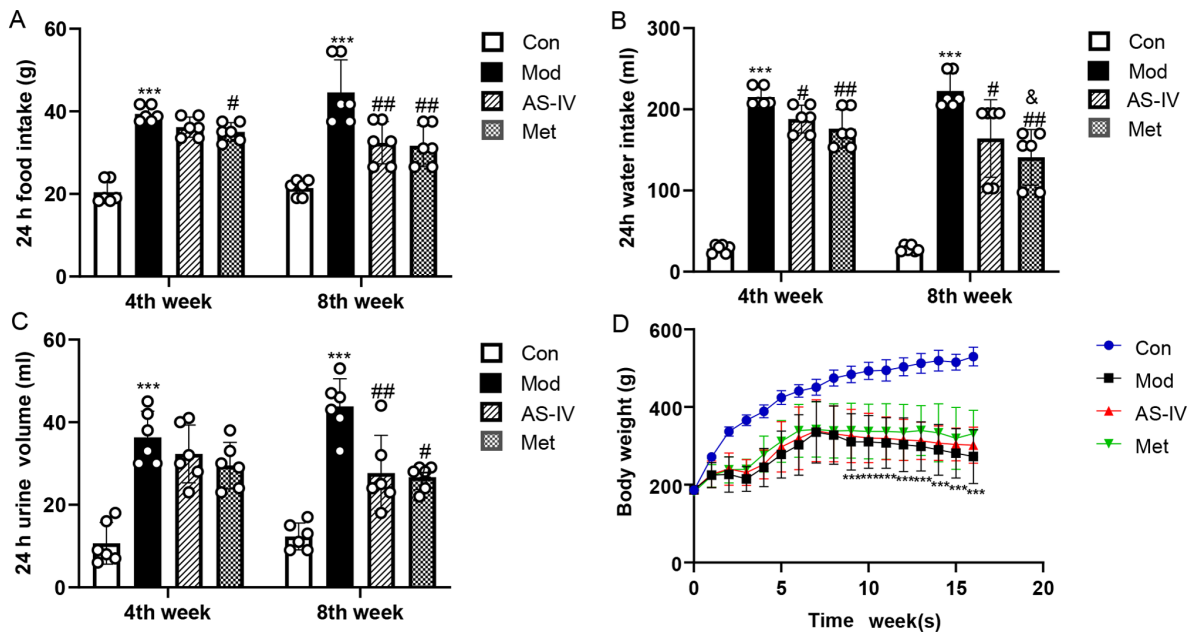 A
24 h food intake (g)
60
40
20
0
***
#
***
##
##
4th week
8th week
Con
Mod
AS-IV
Met
B
24h water intake (ml)
300
200
100
0
***
#
##
***
#
&
##
4th week
8th week
Con
Mod
AS-IV
Met
C
24 h urine volume (ml)
60
40
20
0
***
***
##
#
4th week
8th week
Con
Mod
AS-IV
Met
D
Body weight (g)
600
400
200
0
************************
0
5
10
15
20
Time week(s)
Con
Mod
AS-IV
Met